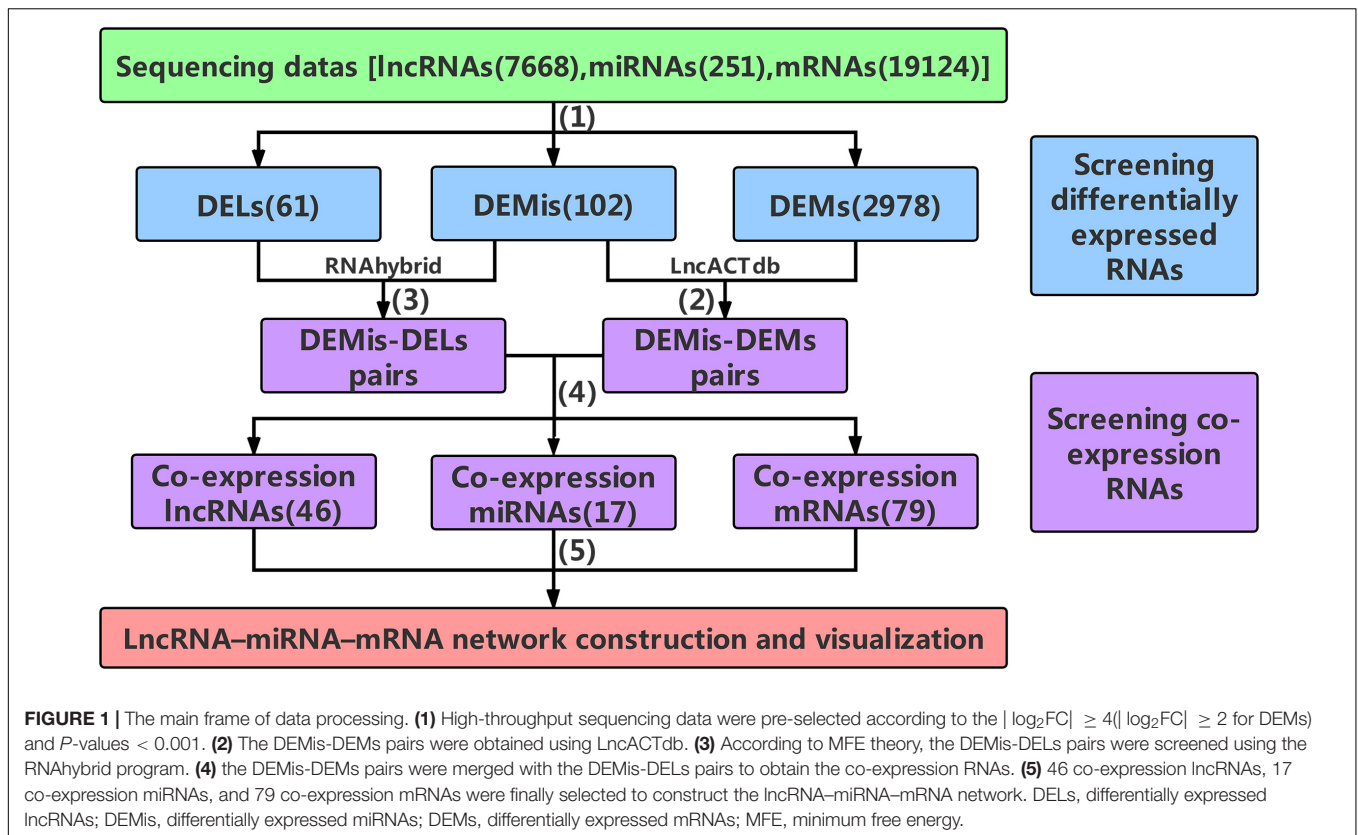 Sequencing datas [lncRNAs(7668),miRNAs(251),mRNAs(19124)]
(1)
DELs(61)
DEMis(102)
DEMs(2978)
Screening
differentially
expressed
RNAs
RNAhybrid
LncACTdb
(3)
(2)
DEMis-DELs
pairs
DEMis-DEMs
pairs
(4)
Screening co-
expression
RNAs
Co-expression
lncRNAs(46)
Co-expression
miRNAs(17)
Co-expression
mRNAs(79)
(5)
LncRNA–miRNA–mRNA network construction and visualization
FIGURE 1 | The main frame of data processing. (1) High-throughput sequencing data were pre-selected according to the | log₂FC| ≥ 4(| log₂FC| ≥ 2 for DEMs)
and P-values < 0.001. (2) The DEMis-DEMs pairs were obtained using LncACTdb. (3) According to MFE theory, the DEMis-DELs pairs were screened using the
RNAhybrid program. (4) the DEMis-DEMs pairs were merged with the DEMis-DELs pairs to obtain the co-expression RNAs. (5) 46 co-expression lncRNAs, 17
co-expression miRNAs, and 79 co-expression mRNAs were finally selected to construct the lncRNA–miRNA–mRNA network. DELs, differentially expressed
lncRNAs; DEMis, differentially expressed miRNAs; DEMs, differentially expressed mRNAs; MFE, minimum free energy.